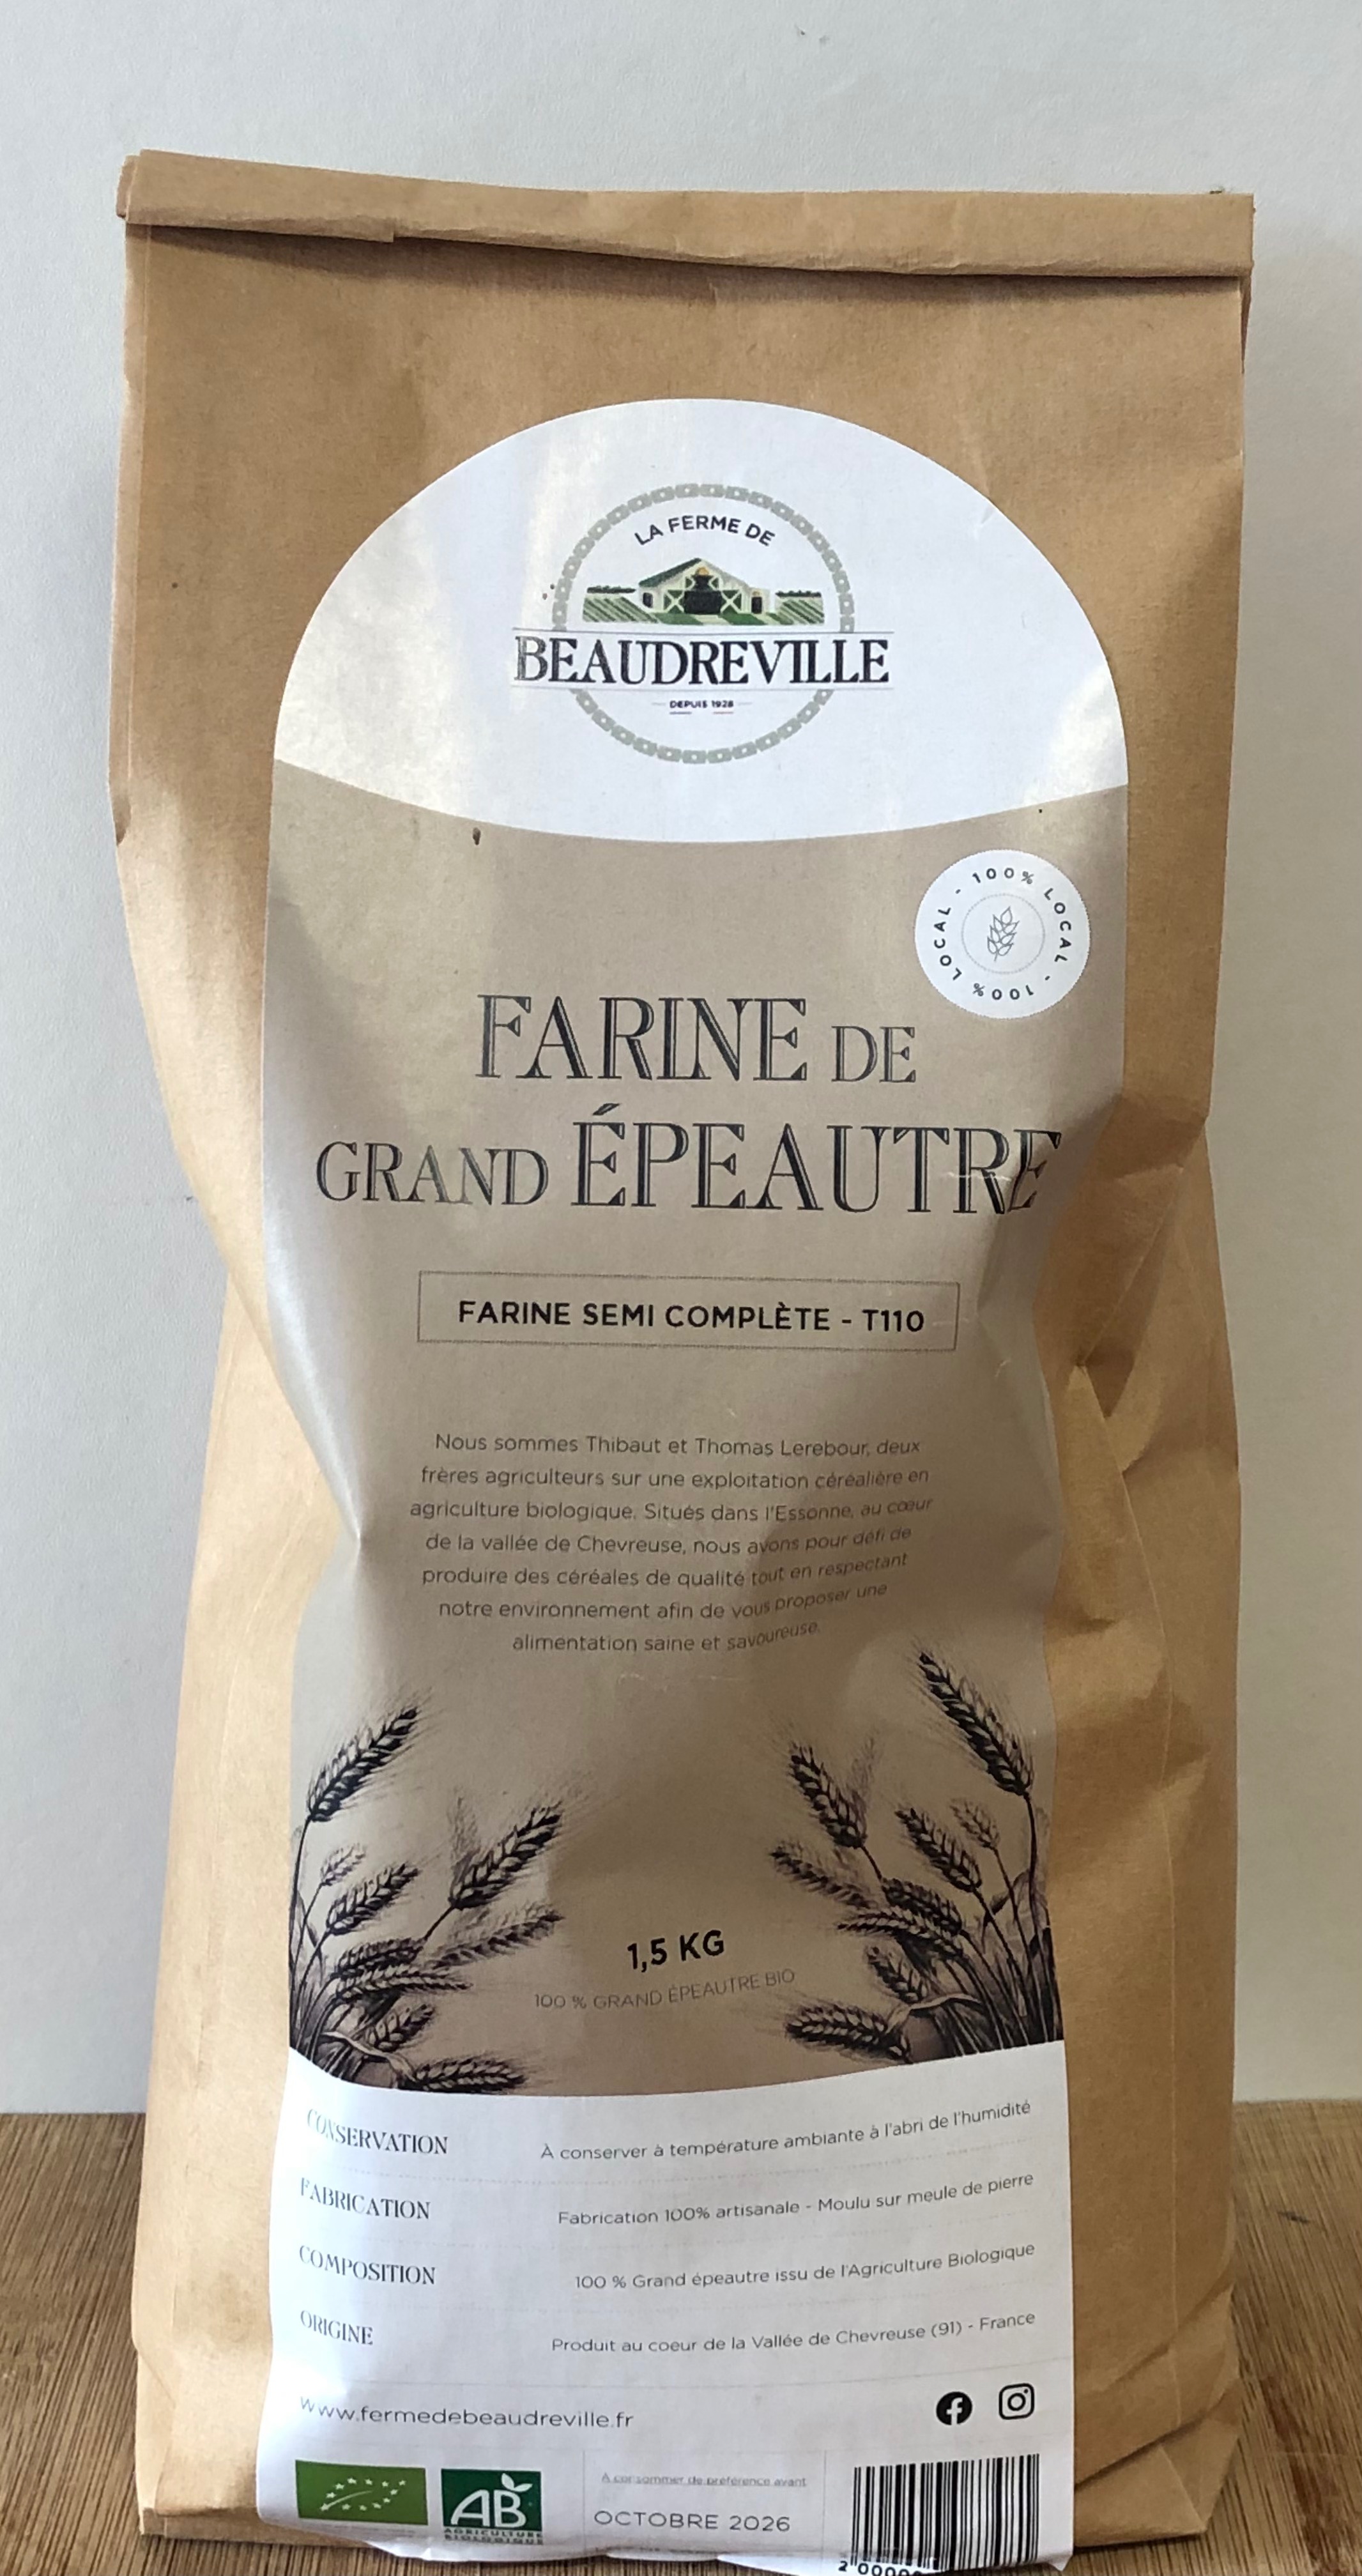 LA FERME DE
BEAUDREVILLE
DEPUIS 1928
100% LOCAL - 100% LOCAL -
FARINE DE
GRAND ÉPEAUTRE
FARINE SEMI COMPLÈTE - T110
Nous sommes Thibaut et Thomas Lerebour, deux
frères agriculteurs sur une exploitation céréalière en
agriculture biologique. Situés dans l'Essonne, au cœur
de la vallée de Chevreuse, nous avons pour défi de
produire des céréales de qualité tout en respectant
notre environnement afin de vous proposer une
alimentation saine et savoureuse.
1,5 KG
100 % GRAND ÉPEAUTRE BIO
CONSERVATION À conserver à température ambiante à l'abri de l'humidité
FABRICATION Fabrication 100% artisanale - Moulu sur meule de pierre
COMPOSITION 100 % Grand épeautre issu de l'Agriculture Biologique
ORIGINE Produit au coeur de la Vallée de Chevreuse (91) - France
www.fermedebeaudreville.fr
AB
AGRICULTURE
BIOLOGIQUE
À consommer de préférence avant
OCTOBRE 2026